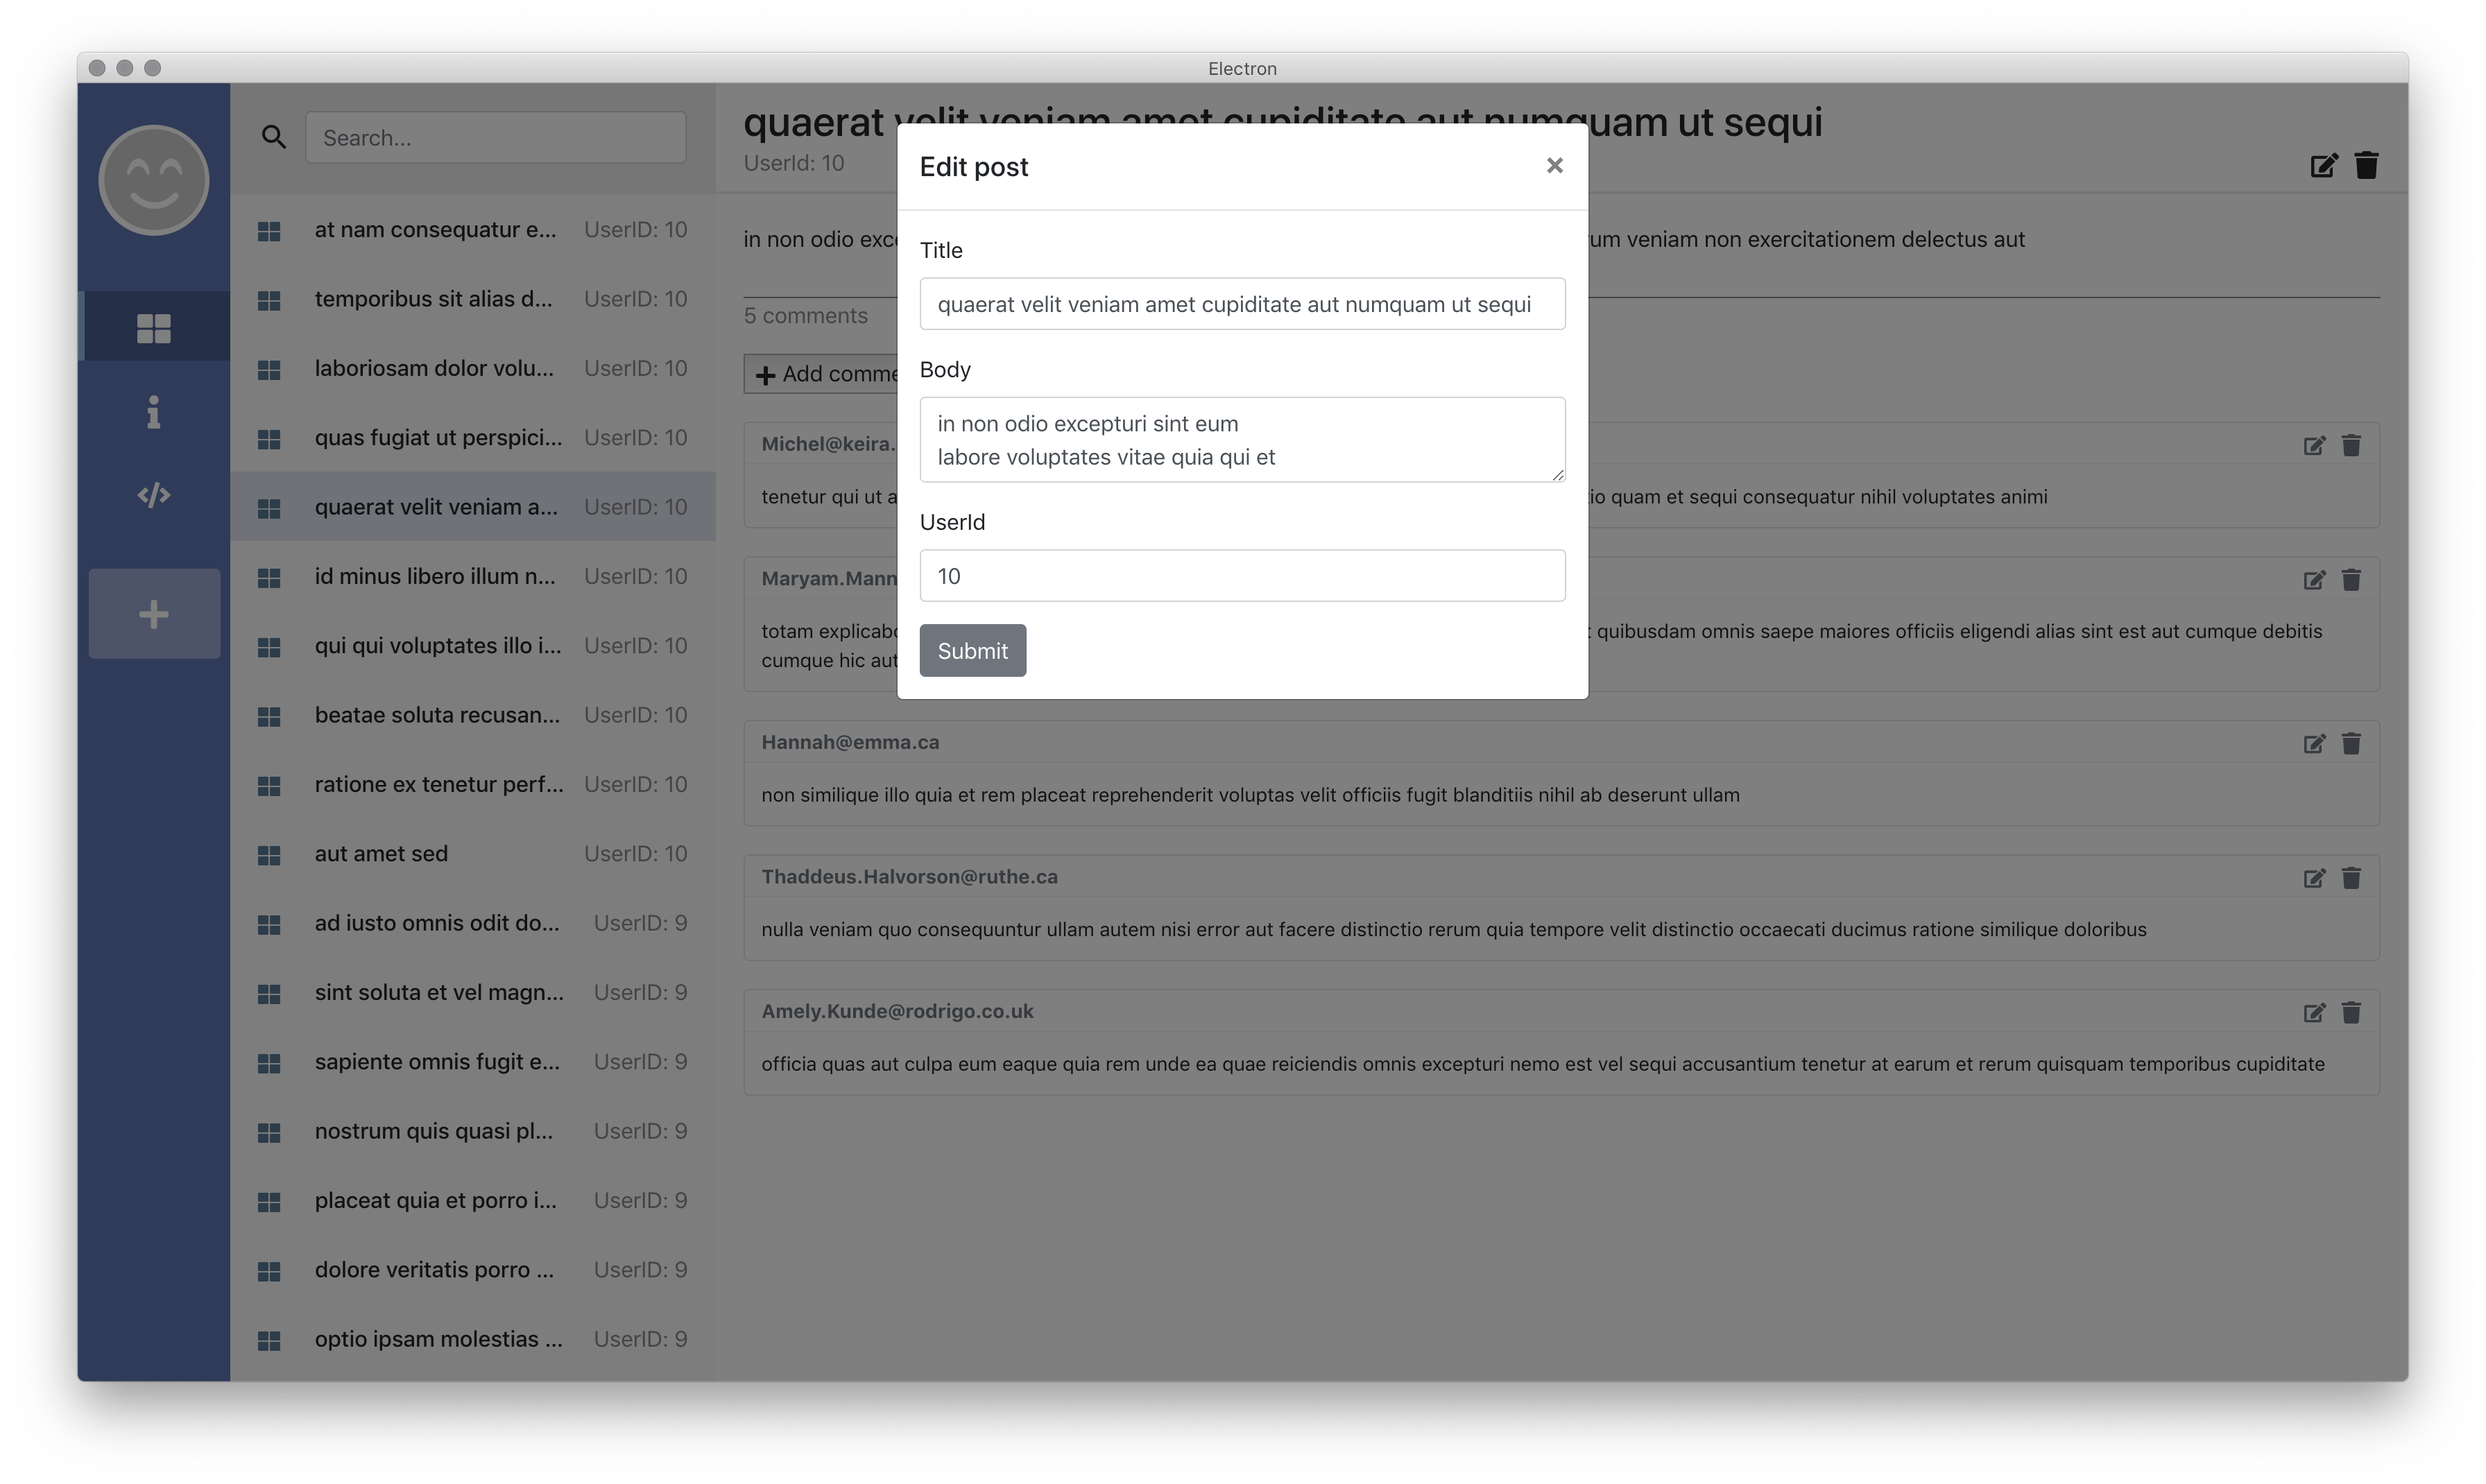 Electron
Search...
at nam consequatur e... UserID: 10
temporibus sit alias d... UserID: 10
laboriosam dolor volu... UserID: 10
quas fugiat ut perspici... UserID: 10
quaerat velit veniam a... UserID: 10
id minus libero illum n... UserID: 10
qui qui voluptates illo i... UserID: 10
beatae soluta recusan... UserID: 10
ratione ex tenetur perf... UserID: 10
aut amet sed UserID: 10
ad iusto omnis odit do... UserID: 9
sint soluta et vel magn... UserID: 9
sapiente omnis fugit e... UserID: 9
nostrum quis quasi pl... UserID: 9
placeat quia et porro i... UserID: 9
dolore veritatis porro ... UserID: 9
optio ipsam molestias ... UserID: 9
quaerat velit veniam amet cupiditate aut numquam ut sequi
UserId: 10
in non odio exc um veniam non exercitationem delectus aut
5 comments
Add comme
Michel@keira.
tenetur qui ut a io quam et sequi consequatur nihil voluptates animi
Maryam.Mann
totam explicab quibusdam omnis saepe maiores officiis eligendi alias sint est aut cumque debitis
cumque hic aut
Hannah@emma.ca
non similique illo quia et rem placeat reprehenderit voluptas velit officiis fugit blanditiis nihil ab deserunt ullam
Thaddeus.Halvorson@ruthe.ca
nulla veniam quo consequuntur ullam autem nisi error aut facere distinctio rerum quia tempore velit distinctio occaecati ducimus ratione similique doloribus
Amely.Kunde@rodrigo.co.uk
officia quas aut culpa eum eaque quia rem unde ea quae reiciendis omnis excepturi nemo est vel sequi accusantium tenetur at earum et rerum quisquam temporibus cupiditate
Edit post ×
Title
quaerat velit veniam amet cupiditate aut numquam ut sequi
Body
in non odio excepturi sint eum
labore voluptates vitae quia qui et
UserId
10
Submit